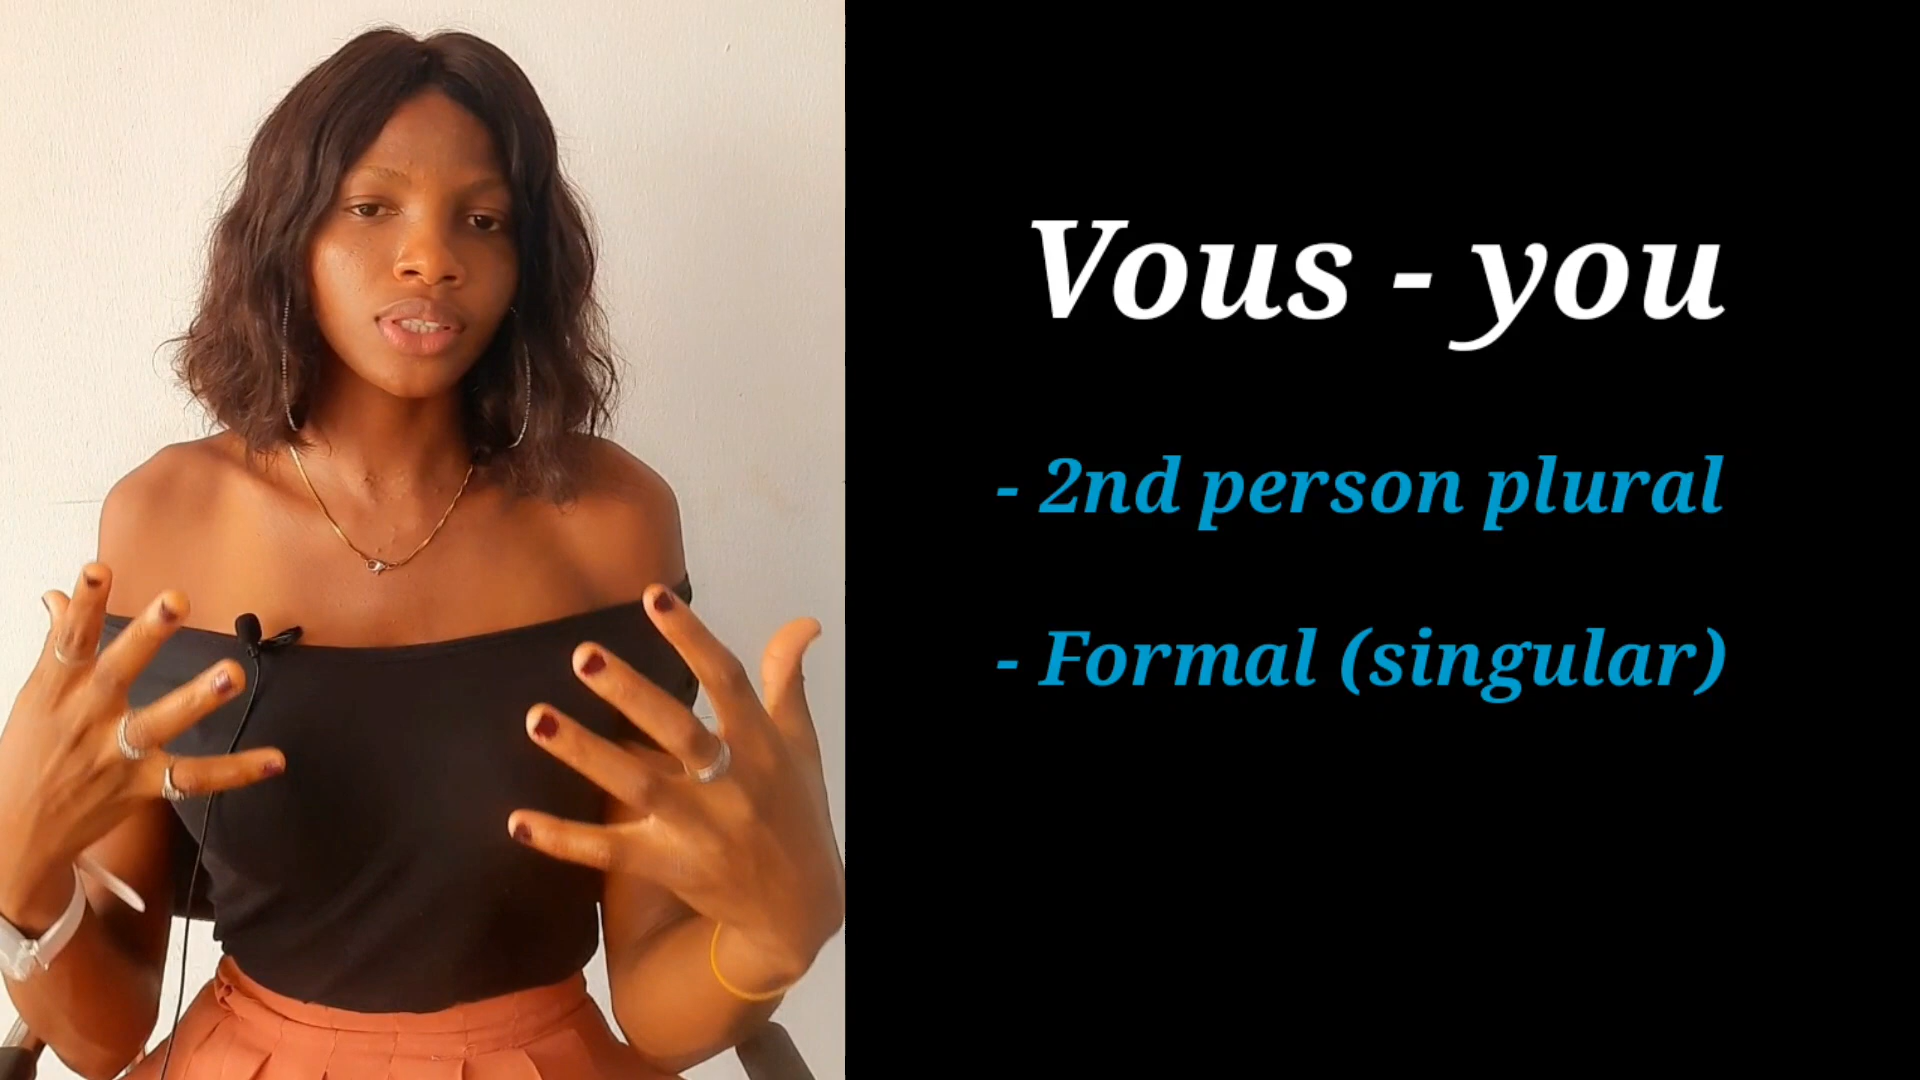 Vous - you
- 2nd person plural
- Formal (singular)